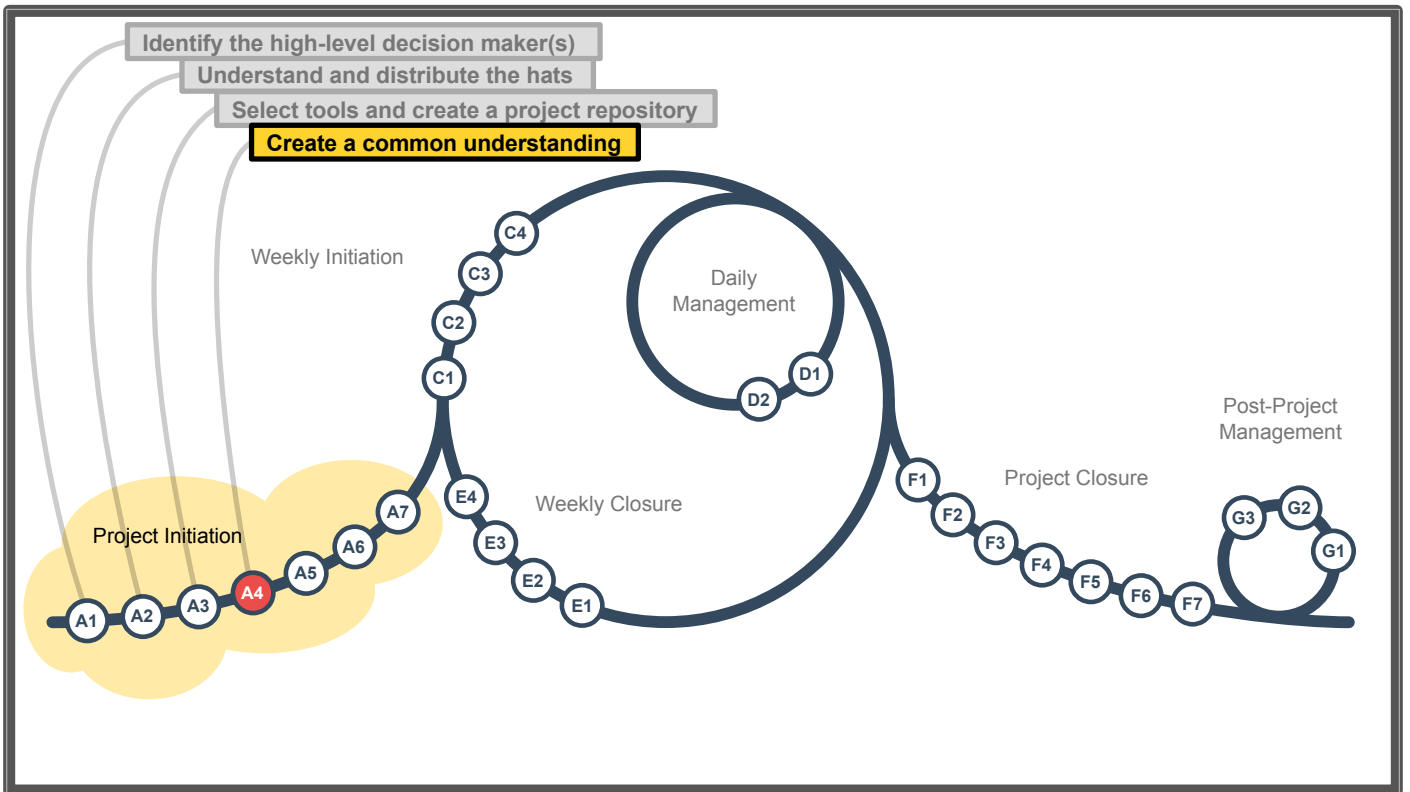 Identify the high-level decision maker(s)
Understand and distribute the hats
Select tools and create a project repository
Create a common understanding
Weekly Initiation
C4
C3
C2
C1
Daily
Management
D1
D2
Post-Project
Management
Project Initiation
A1
A2
A3
A4
A5
A6
A7
Weekly Closure
E4
E3
E2
E1
Project Closure
F1
F2
F3
F4
F5
F6
F7
G3
G2
G1